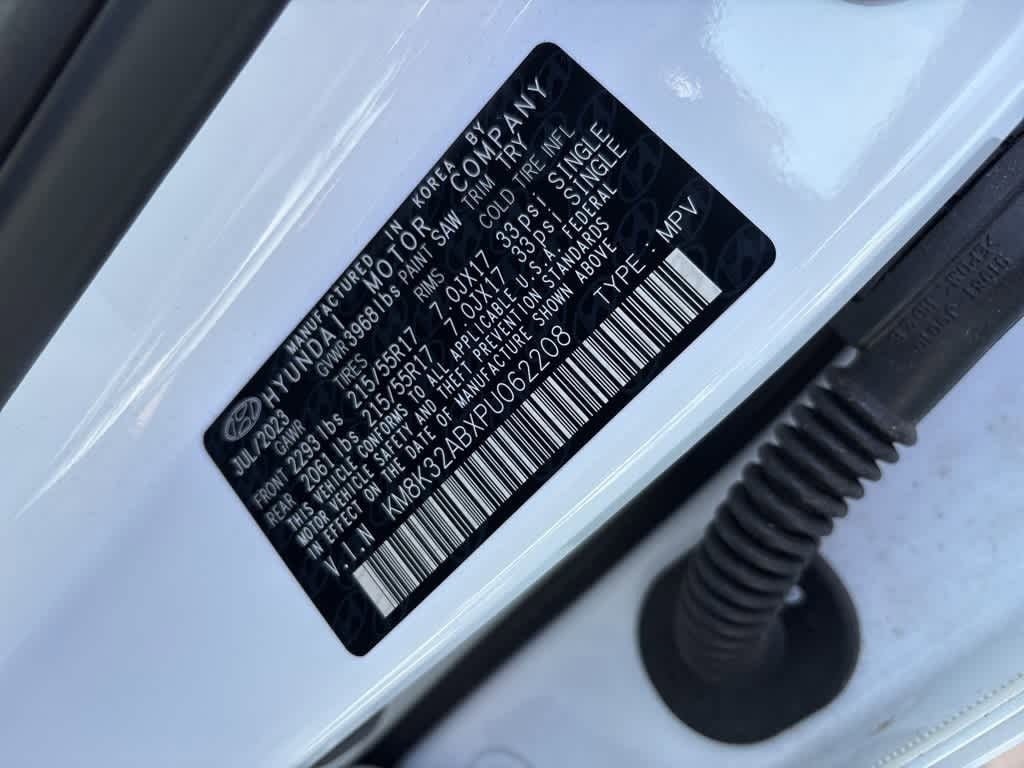 MANUFACTURED IN KOREA BY
HYUNDAI MOTOR COMPANY
JUL/2023 GVWR 3968lbs PAINT SAW TRIM TRY
GAWR TIRES RIMS COLD TIRE INFL
FRONT 2293lbs 215/55R17 7.0JX17 33psi SINGLE
REAR 2061lbs 215/55R17 7.0JX17 33psi SINGLE
THIS VEHICLE CONFORMS TO ALL APPLICABLE U.S.A. FEDERAL
MOTOR VEHICLE SAFETY AND THEFT PREVENTION STANDARDS
IN EFFECT ON THE DATE OF MANUFACTURE SHOWN ABOVE
V.I.N KM8K32ABXPU062208 TYPE : MPV